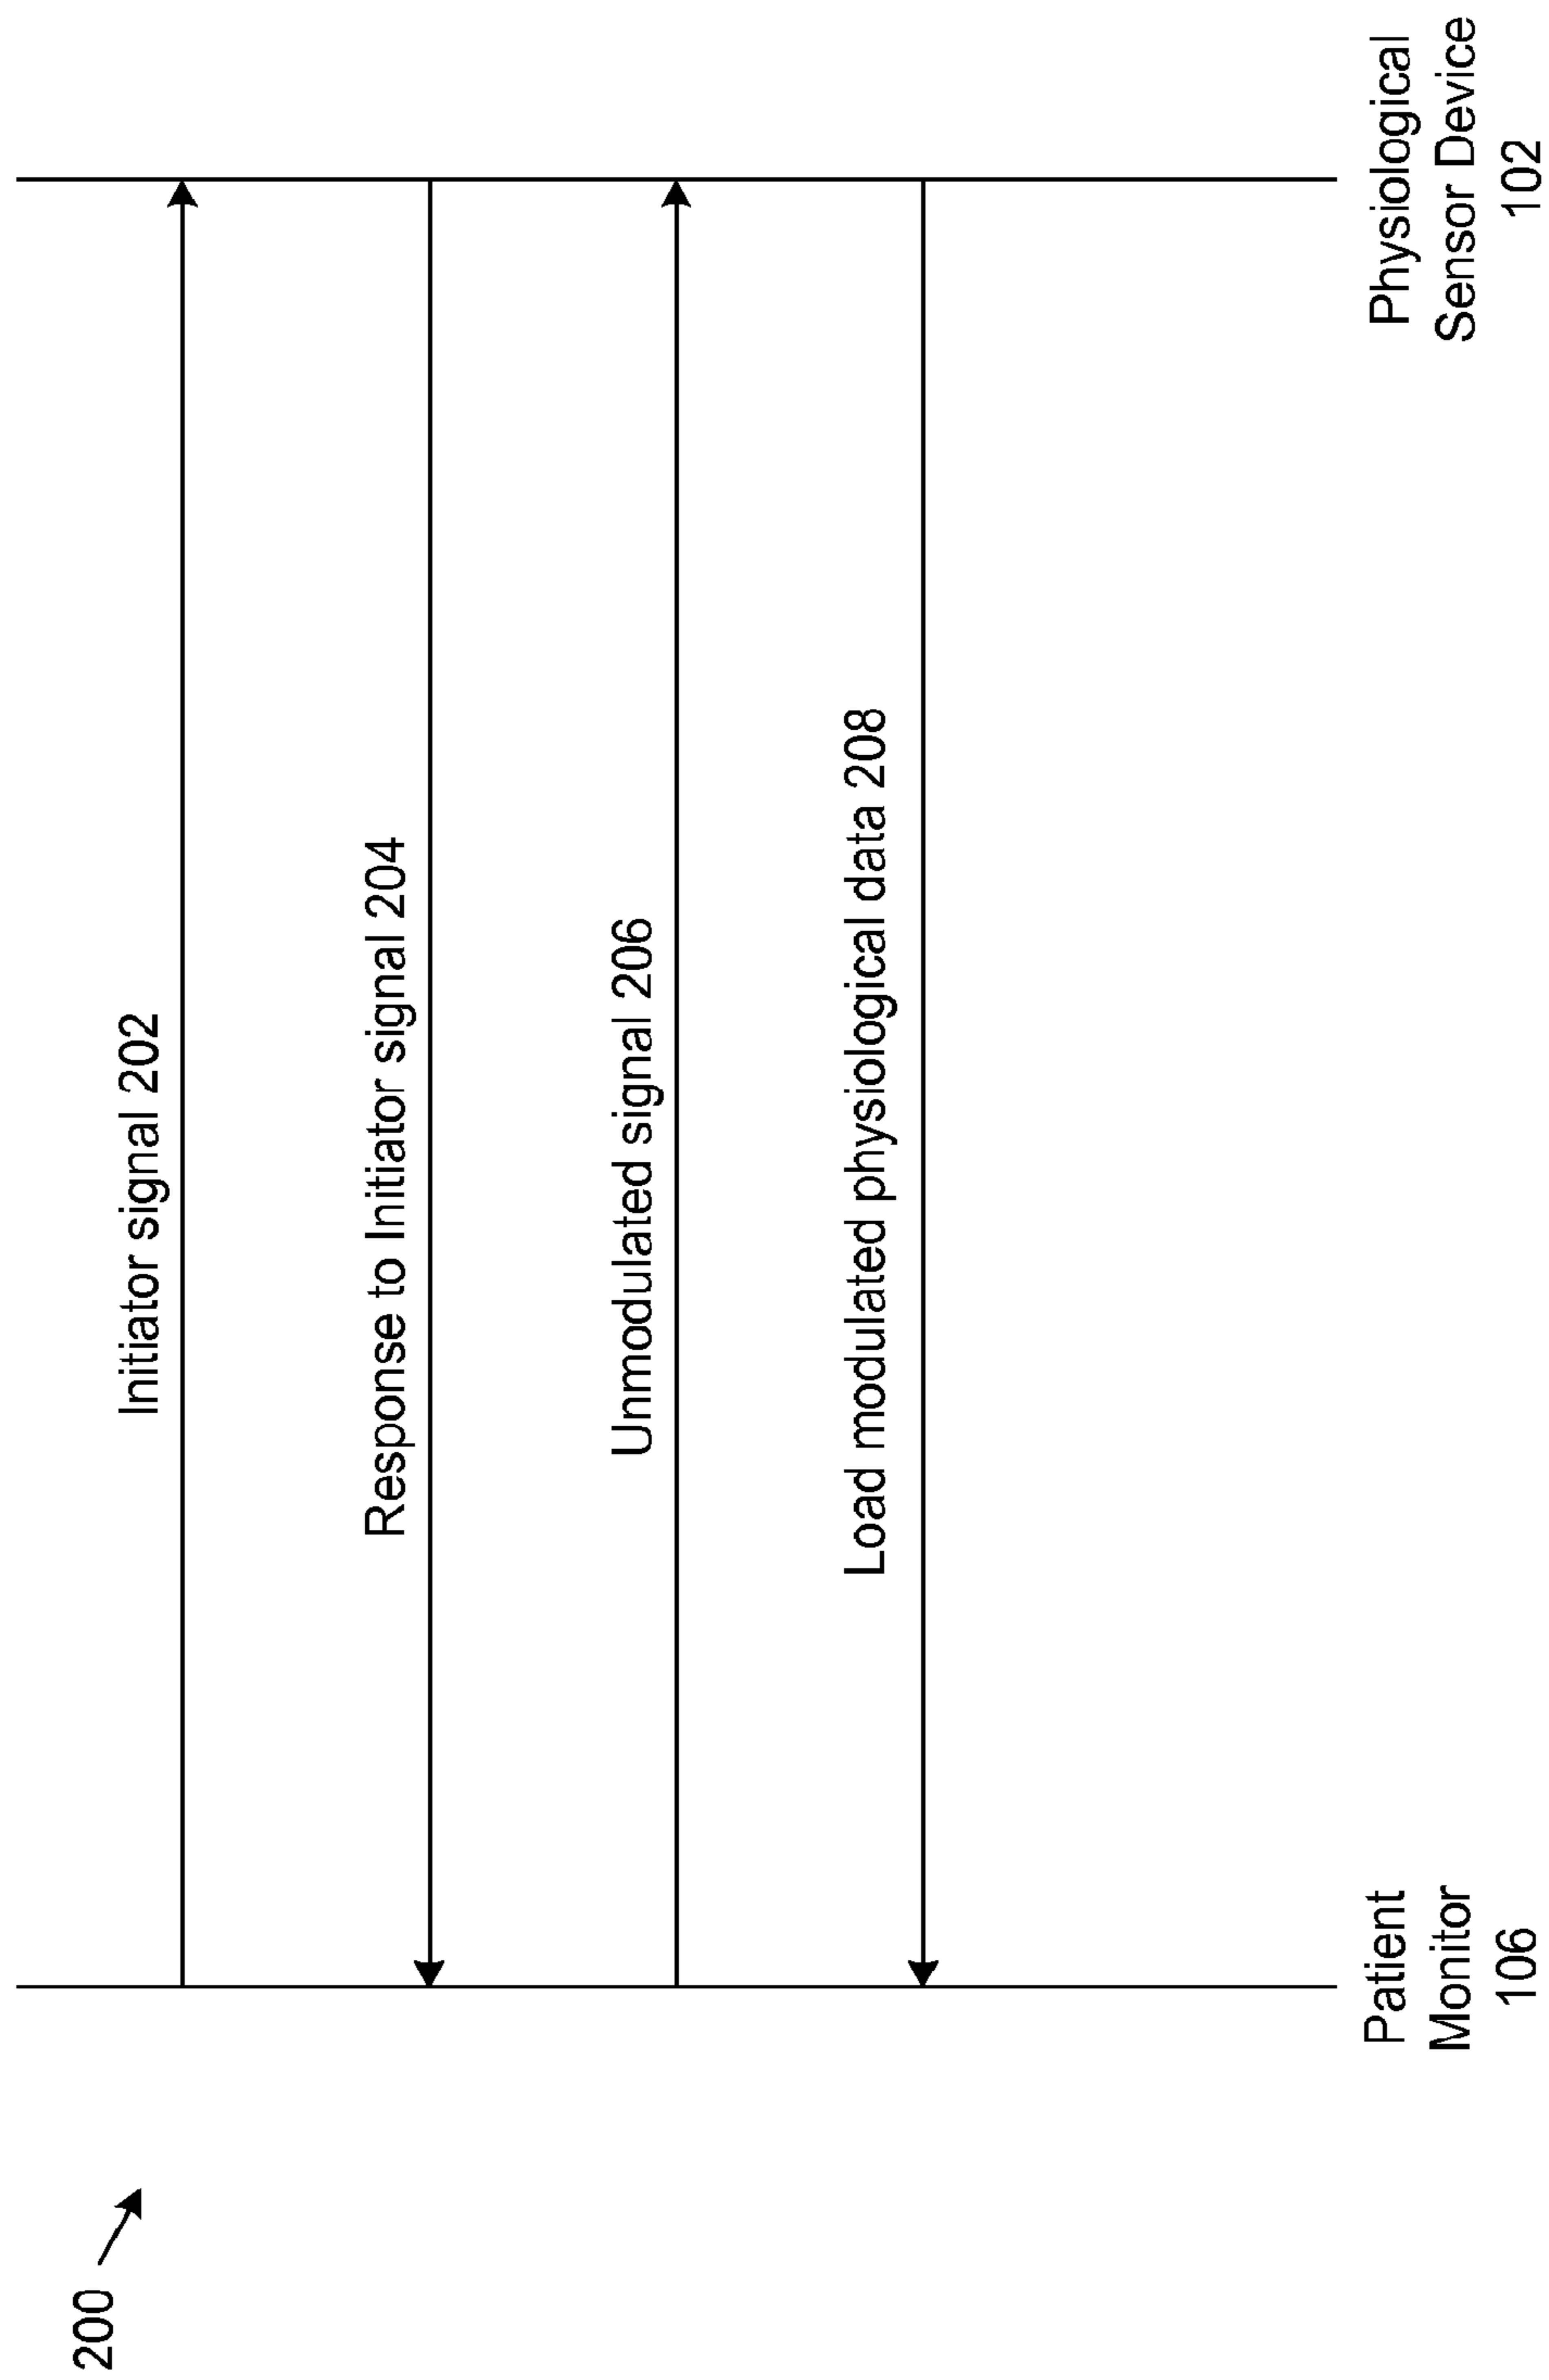 200
Initiator signal 202
Response to Initiator signal 204
Unmodulated signal 206
Load modulated physiological data 208
Patient
Monitor
106
Physiological
Sensor Device
102